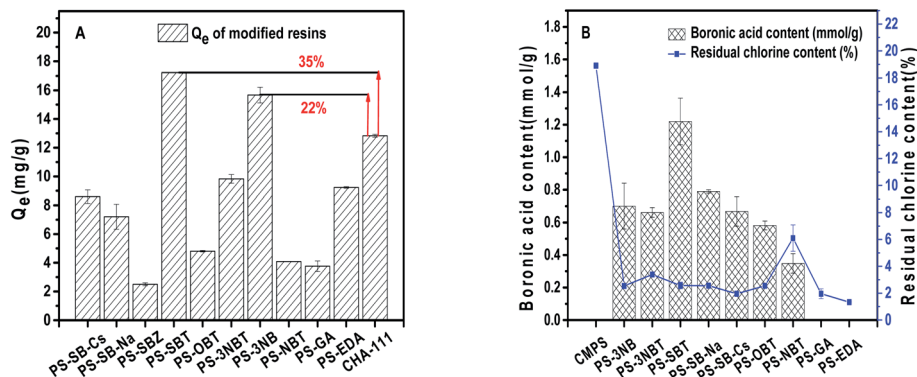 A
Qe of modified resins
35%
22%
Qe(mg/g)
18
16
14
12
10
8
6
4
2
0
PS-SB-Cs
PS-SB-Na
PS-SBZ
PS-SBT
PS-OBT
PS-3NBT
PS-3NB
PS-NBT
PS-GA
PS-EDA
CHA-111
B
Boronic acid content (mmol/g)
Residual chlorine content (%)
Boronic acid content(mmol/g)
1.8
1.6
1.4
1.2
1.0
0.8
0.6
0.4
0.2
0.0
CMPS
PS-3NB
PS-3NBT
PS-SBT
PS-SB-Na
PS-SB-Cs
PS-OBT
PS-NBT
PS-GA
PS-EDA
22
20
18
16
14
12
10
8
6
4
2
0
Residual chlorine content(%)